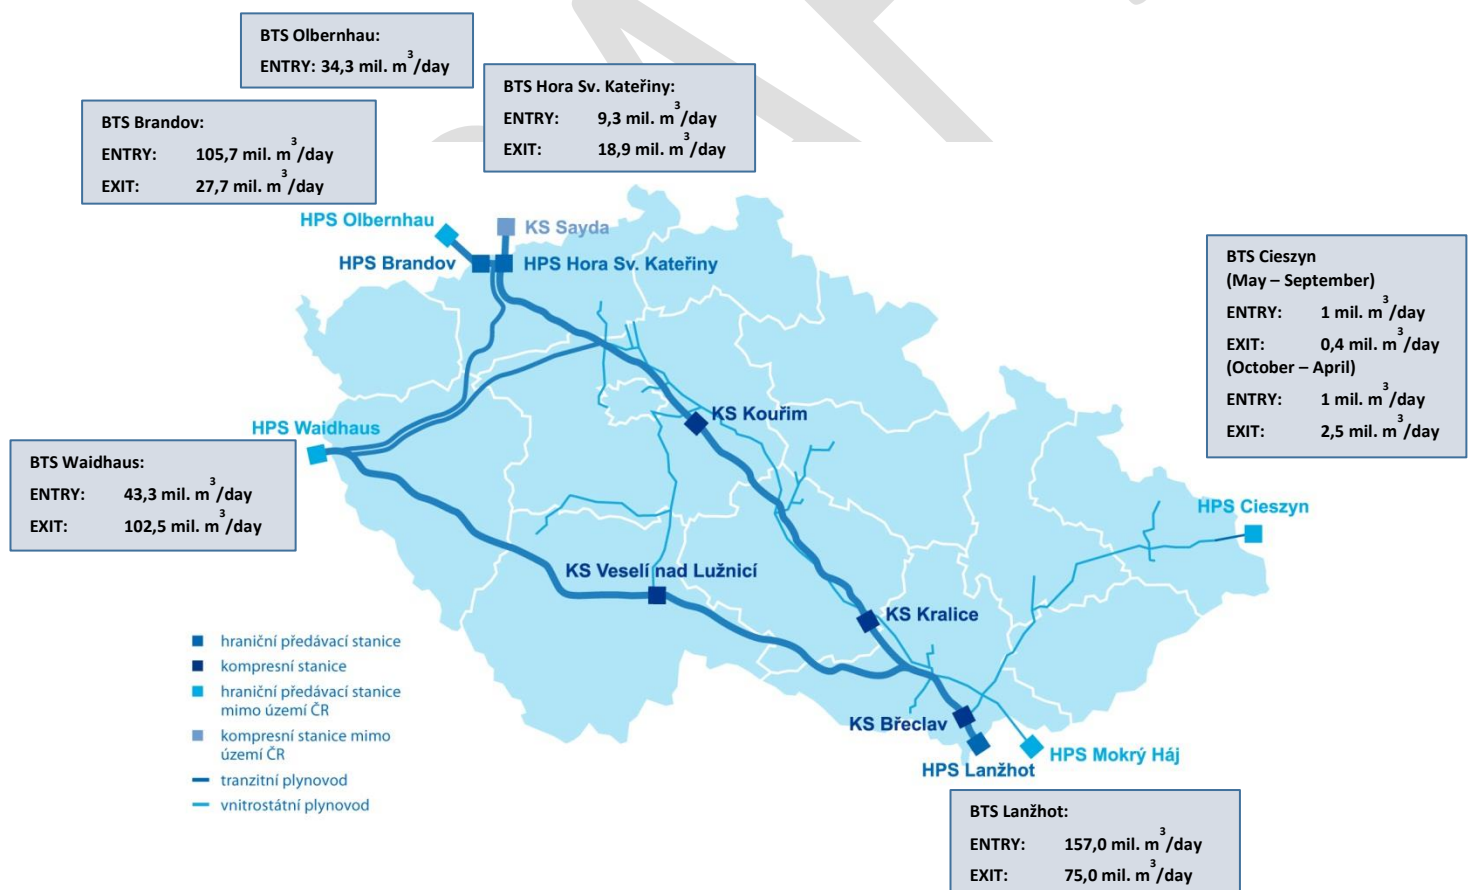 BTS Olbernhau:
ENTRY: 34,3 mil. m³/day
BTS Hora Sv. Kateřiny:
ENTRY: 9,3 mil. m³/day
EXIT: 18,9 mil. m³/day
BTS Brandov:
ENTRY: 105,7 mil. m³/day
EXIT: 27,7 mil. m³/day
HPS Olbernhau
KS Sayda
HPS Brandov
HPS Hora Sv. Kateřiny
BTS Cieszyn
(May – September)
ENTRY: 1 mil. m³/day
EXIT: 0,4 mil. m³/day
(October – April)
ENTRY: 1 mil. m³/day
EXIT: 2,5 mil. m³/day
KS Kouřim
HPS Waidhaus
BTS Waidhaus:
ENTRY: 43,3 mil. m³/day
EXIT: 102,5 mil. m³/day
HPS Cieszyn
KS Veselí nad Lužnicí
KS Kralice
hraniční předávací stanice
kompresní stanice
hraniční předávací stanice
mimo území ČR
kompresní stanice mimo
území ČR
tranzitní plynovod
vnitrostátní plynovod
KS Břeclav
HPS Mokrý Háj
HPS Lanžhot
BTS Lanžhot:
ENTRY: 157,0 mil. m³/day
EXIT: 75,0 mil. m³/day